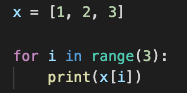 x = [1, 2, 3]
for i in range(3):
    print(x[i])